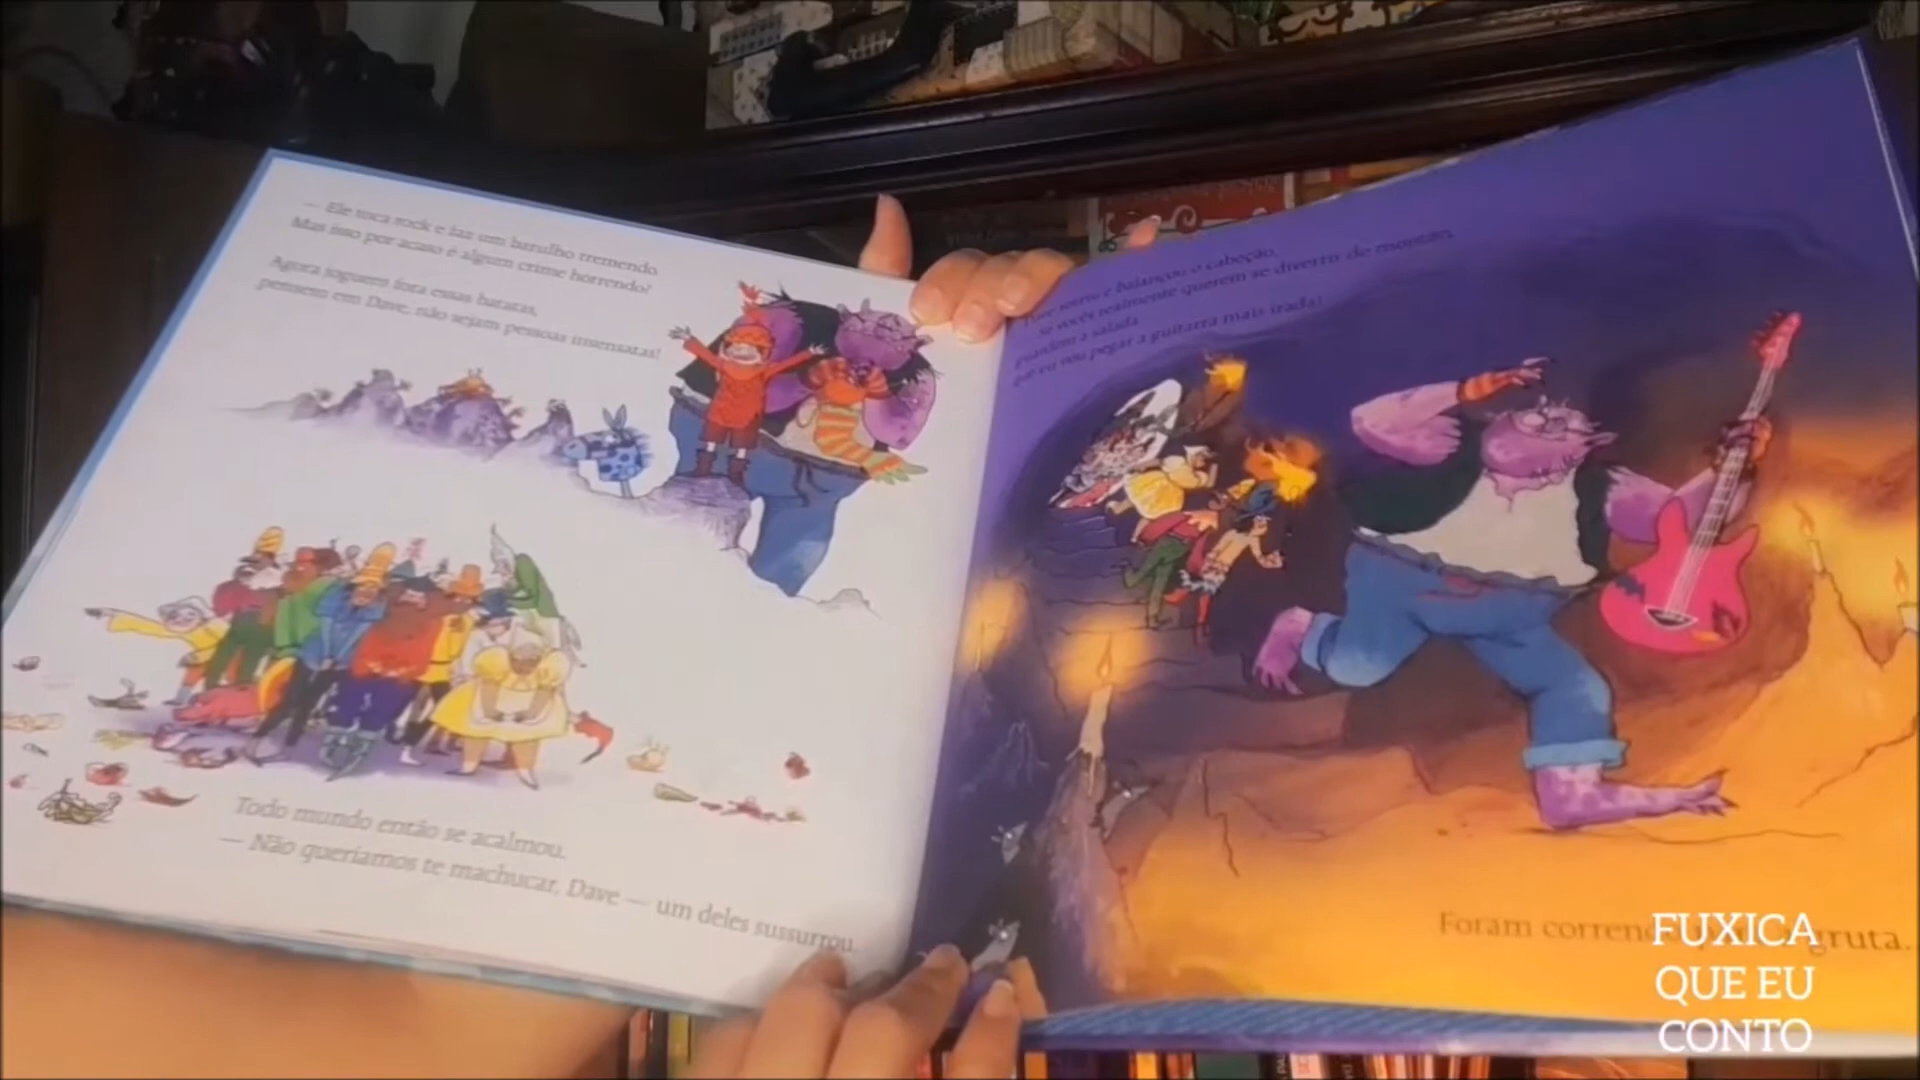 — Ele toca rock e faz um barulho tremendo.
Mas isso por acaso é algum crime horrendo?
Agora joguem fora essas batatas,
pensem em Dave, não sejam pessoas insensatas!
Todo mundo então se acalmou.
— Não queríamos te machucar, Dave — um deles sussurrou.
sorriu e balançou o cabeção,
se vocês realmente querem se divertir de montão,
guardem a salada
que eu vou pegar a guitarra mais irada!
Foram correndo gruta.
FUXICA
QUE EU
CONTO